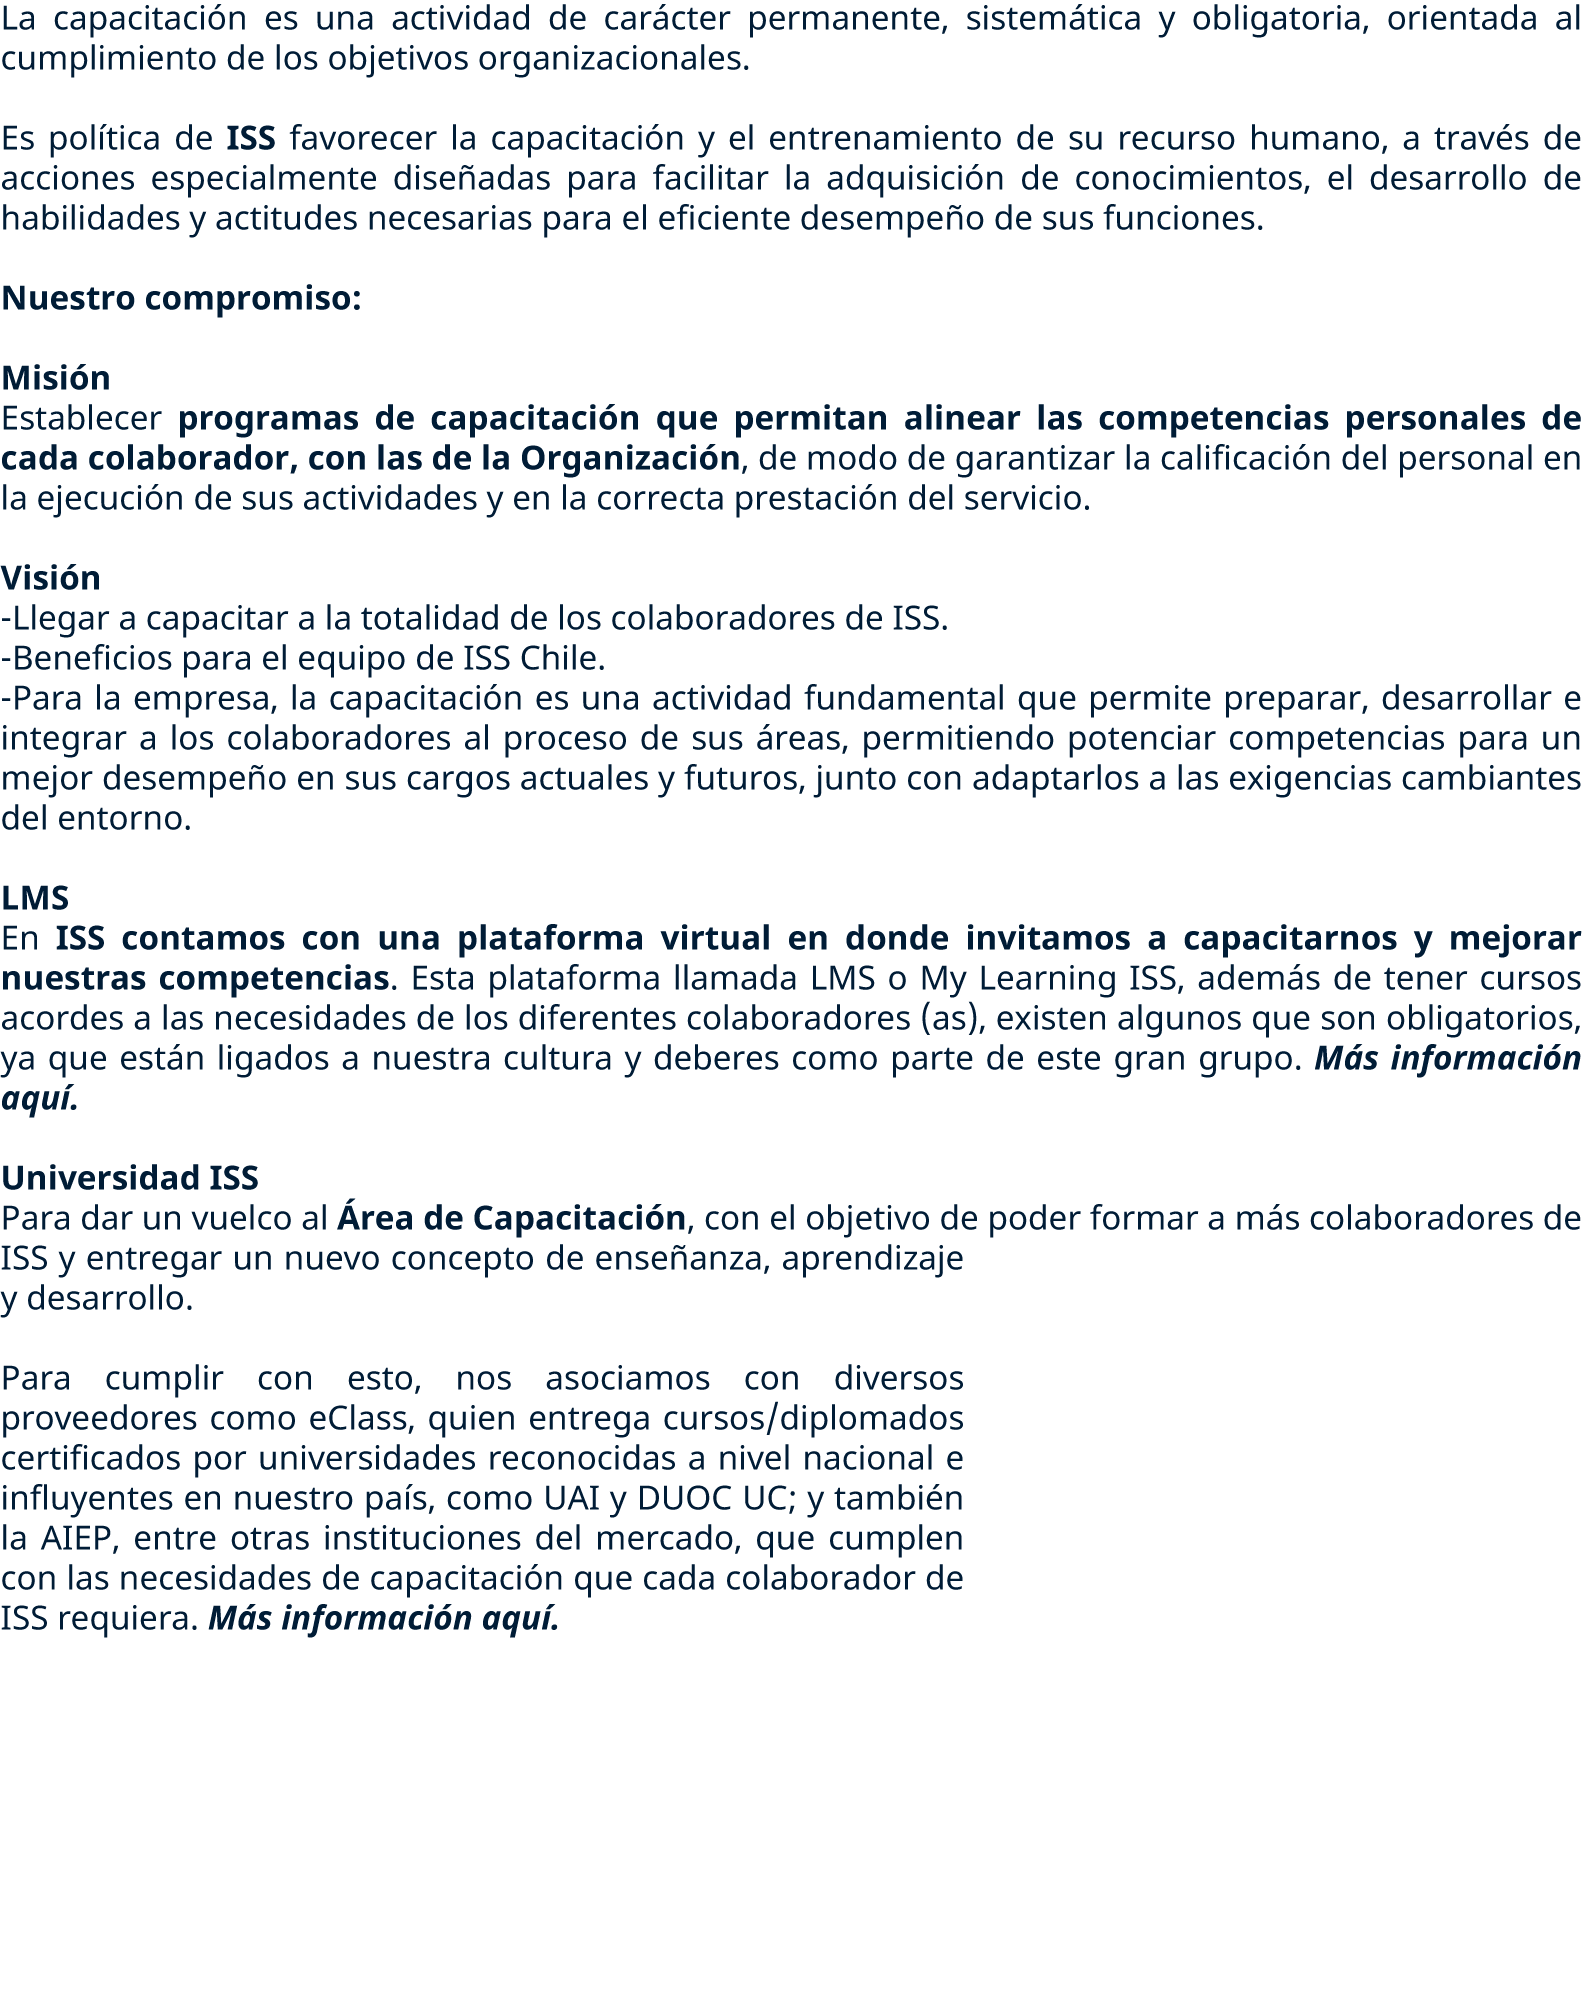 La capacitación es una actividad de carácter permanente, sistemática y obligatoria, orientada al
cumplimiento de los objetivos organizacionales.
Es política de ISS favorecer la capacitación y el entrenamiento de su recurso humano, a través de
acciones especialmente diseñadas para facilitar la adquisición de conocimientos, el desarrollo de
habilidades y actitudes necesarias para el eficiente desempeño de sus funciones.
Nuestro compromiso:
Misión
Establecer programas de capacitación que permitan alinear las competencias personales de
cada colaborador, con las de la Organización, de modo de garantizar la calificación del personal en
la ejecución de sus actividades y en la correcta prestación del servicio.
Visión
-Llegar a capacitar a la totalidad de los colaboradores de ISS.
-Beneficios para el equipo de ISS Chile.
-Para la empresa, la capacitación es una actividad fundamental que permite preparar, desarrollar e
integrar a los colaboradores al proceso de sus áreas, permitiendo potenciar competencias para un
mejor desempeño en sus cargos actuales y futuros, junto con adaptarlos a las exigencias cambiantes
del entorno.
LMS
En ISS contamos con una plataforma virtual en donde invitamos a capacitarnos y mejorar
nuestras competencias. Esta plataforma llamada LMS o My Learning ISS, además de tener cursos
acordes a las necesidades de los diferentes colaboradores (as), existen algunos que son obligatorios,
ya que están ligados a nuestra cultura y deberes como parte de este gran grupo. Más información
aquí.
Universidad ISS
Para dar un vuelco al Área de Capacitación, con el objetivo de poder formar a más colaboradores de
ISS y entregar un nuevo concepto de enseñanza, aprendizaje
y desarrollo.
Para cumplir con esto, nos asociamos con diversos
proveedores como eClass, quien entrega cursos/diplomados
certificados por universidades reconocidas a nivel nacional e
influyentes en nuestro país, como UAI y DUOC UC; y también
la AIEP, entre otras instituciones del mercado, que cumplen
con las necesidades de capacitación que cada colaborador de
ISS requiera. Más información aquí.